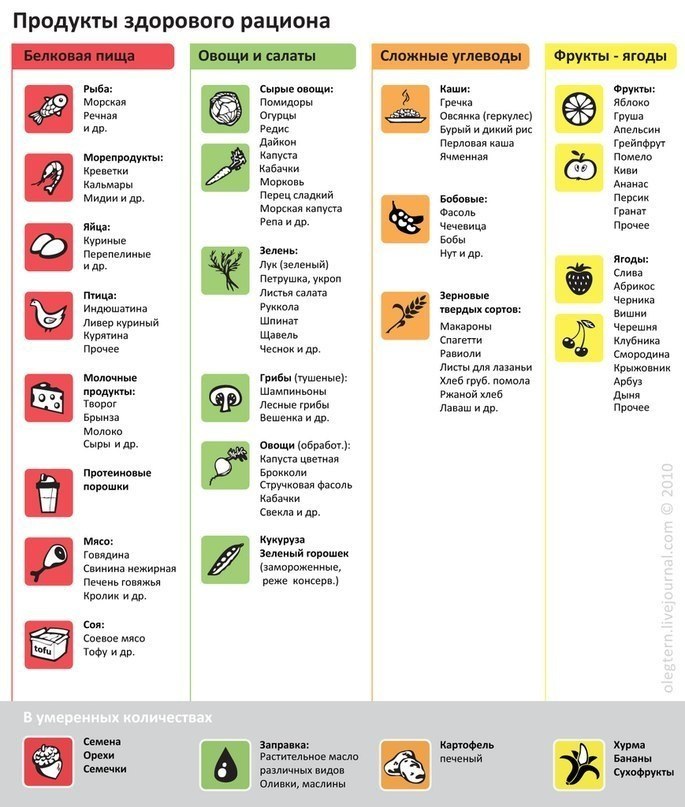 Продукты здорового рациона
Белковая пища
Рыба:
Морская
Речная
и др.
Морепродукты:
Креветки
Кальмары
Мидии и др.
Яйца:
Куриные
Перепелиные
и др.
Птица:
Индюшатина
Ливер куриный
Курятина
Прочее
Молочные
продукты:
Творог
Брынза
Молоко
Сыры и др.
Протеиновые
порошки
Мясо:
Говядина
Свинина нежирная
Печень говяжья
Кролик и др.
Соя:
Соевое мясо
Тофу и др.
tofu
Овощи и салаты
Сырые овощи:
Помидоры
Огурцы
Редис
Дайкон
Капуста
Кабачки
Морковь
Перец сладкий
Морская капуста
Репа и др.
Зелень:
Лук (зеленый)
Петрушка, укроп
Листья салата
Руккола
Шпинат
Щавель
Чеснок и др.
Грибы (тушеные):
Шампиньоны
Лесные грибы
Вешенка и др.
Овощи (обработ.):
Капуста цветная
Брокколи
Стручковая фасоль
Кабачки
Свекла и др.
Кукуруза
Зеленый горошек
(замороженные,
реже консерв.)
Сложные углеводы
Каши:
Гречка
Овсянка (геркулес)
Бурый и дикий рис
Перловая каша
Ячменная
Бобовые:
Фасоль
Чечевица
Бобы
Нут и др.
Зерновые
твердых сортов:
Макароны
Спагетти
Равиоли
Листы для лазаньи
Хлеб груб. помола
Ржаной хлеб
Лаваш и др.
Фрукты - ягоды
Фрукты:
Яблоко
Груша
Апельсин
Грейпфрут
Помело
Киви
Ананас
Персик
Гранат
Прочее
Ягоды:
Слива
Абрикос
Черника
Вишни
Черешня
Клубника
Смородина
Крыжовник
Арбуз
Дыня
Прочее
olegtern.livejournal.com © 2010
В умеренных количествах
Семена
Орехи
Семечки
Заправка:
Растительное масло
различных видов
Оливки, маслины
Картофель
печеный
Хурма
Бананы
Сухофрукты